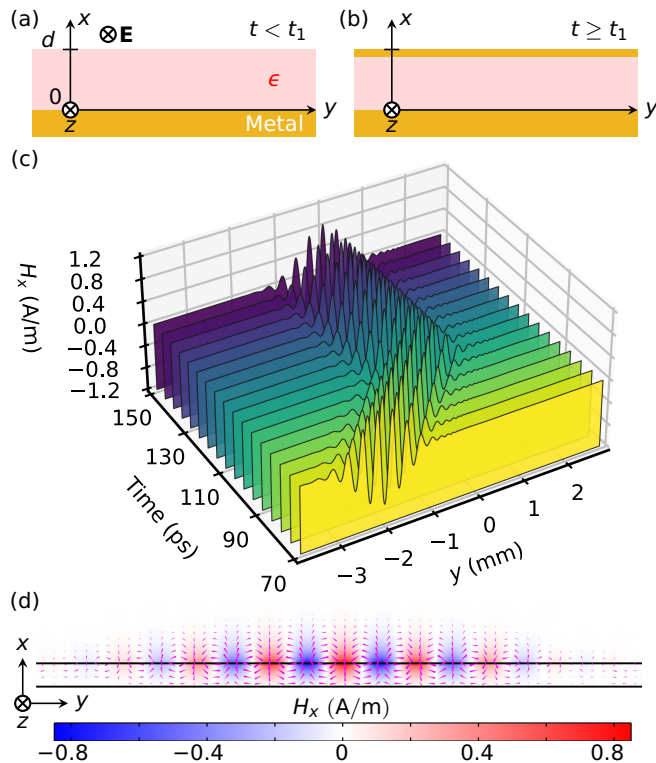 (a) x t < t₁ (b) x t ≥ t₁
d ⊗ E
ϵ
0 y y
z Metal z
(c)
1.2
0.8
0.4
0.0
−0.4
−0.8
−1.2
Hₓ (A/m)
150
130
110
90
70
Time (ps)
−3 −2 −1 0 1 2
y (mm)
(d)
x
y
z
Hₓ (A/m)
−0.8 −0.4 0 0.4 0.8